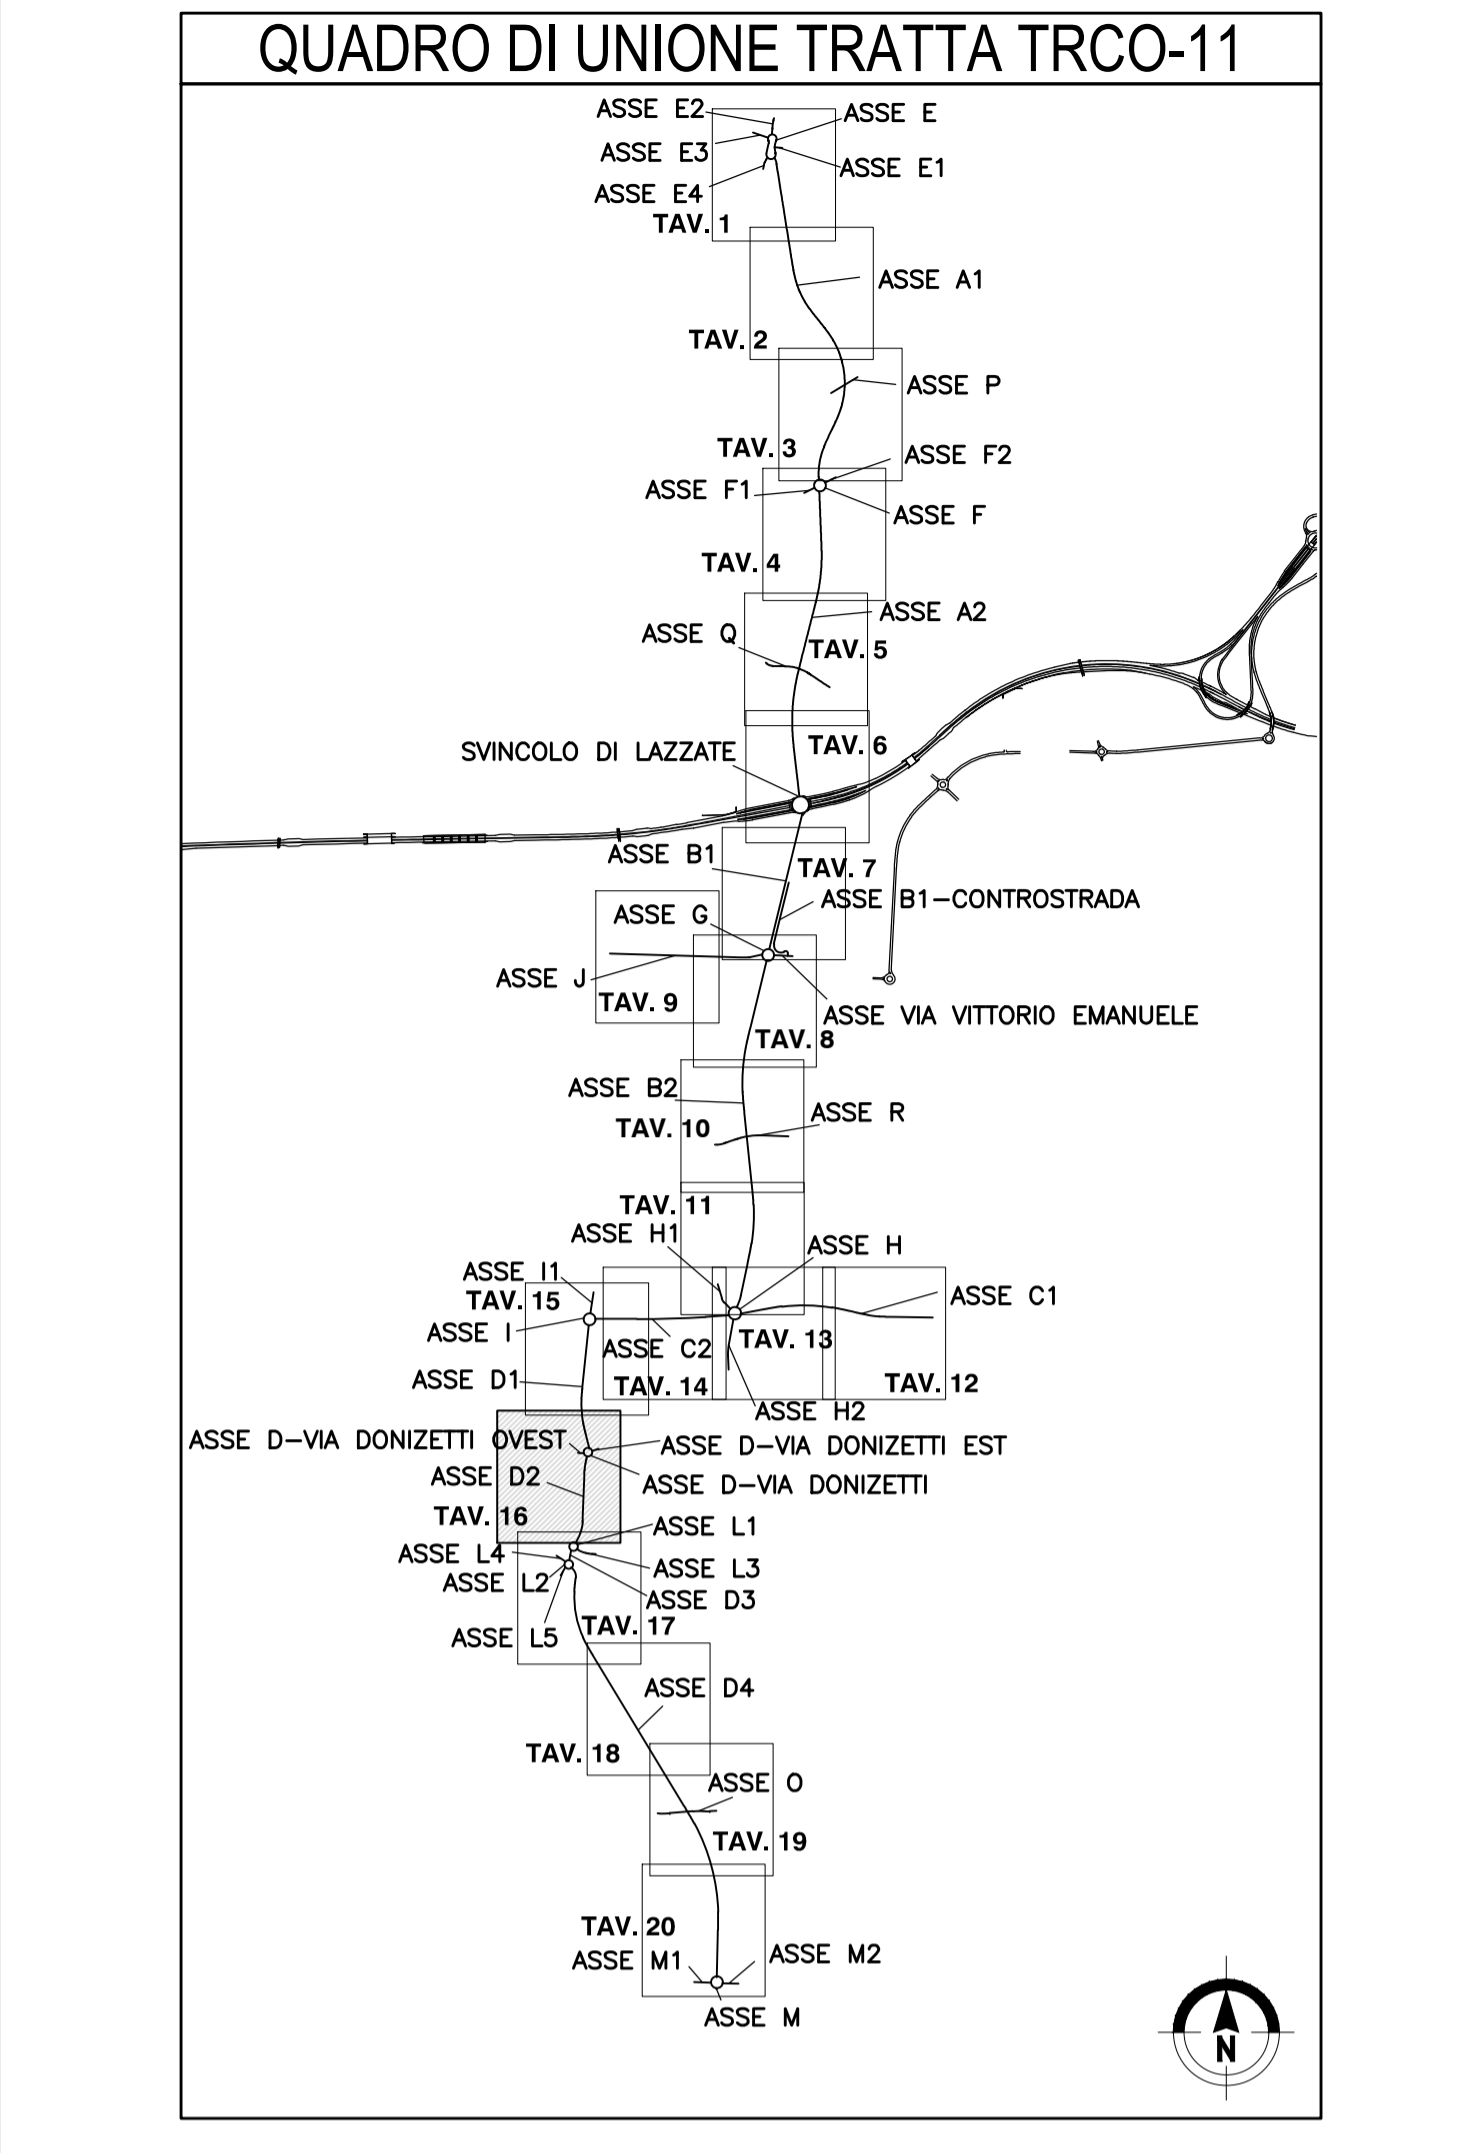 QUADRO DI UNIONE TRATTA TRCO-11
ASSE E2
ASSE E
ASSE E3
ASSE E1
ASSE E4
TAV. 1
ASSE A1
TAV. 2
ASSE P
TAV. 3
ASSE F2
ASSE F1
ASSE F
TAV. 4
ASSE A2
ASSE Q
TAV. 5
SVINCOLO DI LAZZATE
TAV. 6
ASSE B1
TAV. 7
ASSE B1-CONTROSTRADA
ASSE G
ASSE J
TAV. 9
ASSE VIA VITTORIO EMANUELE
TAV. 8
ASSE B2
ASSE R
TAV. 10
TAV. 11
ASSE H1
ASSE H
ASSE I1
TAV. 15
ASSE C1
ASSE I
ASSE C2
TAV. 13
ASSE D1
TAV. 14
TAV. 12
ASSE H2
ASSE D-VIA DONIZETTI OVEST
ASSE D-VIA DONIZETTI EST
ASSE D2
ASSE D-VIA DONIZETTI
TAV. 16
ASSE L1
ASSE L4
ASSE L3
ASSE L2
ASSE D3
TAV. 17
ASSE L5
ASSE D4
TAV. 18
ASSE O
TAV. 19
TAV. 20
ASSE M1
ASSE M2
ASSE M
N